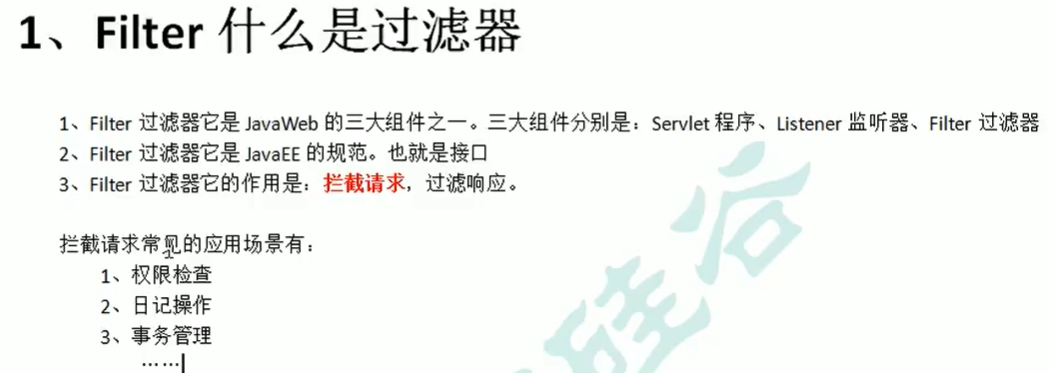 1、Filter 什么是过滤器
1、Filter 过滤器它是 JavaWeb 的三大组件之一。三大组件分别是：Servlet 程序、Listener 监听器、Filter 过滤器
2、Filter 过滤器它是 JavaEE 的规范。也就是接口
3、Filter 过滤器它的作用是：拦截请求，过滤响应。
拦截请求常见的应用场景有：
1、权限检查
2、日记操作
3、事务管理
……
硅谷